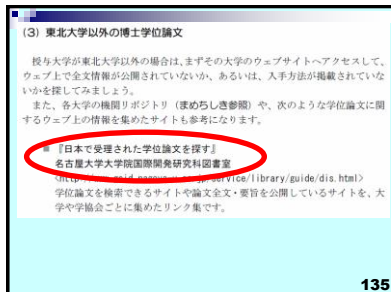 (3) 東北大学以外の博士学位論文
授与大学が東北大学以外の場合は、まずその大学のウェブサイトへアクセスして、
ウェブ上で全文情報が公開されていないか、あるいは、入手方法が掲載されていな
いかを探してみましょう。
また、各大学の機関リポジトリ(まめちしき参照)や、次のような学位論文に関
するウェブ上の情報を集めたサイトも参考になります。
■ 『日本で受理された学位論文を探す』
名古屋大学大学院国際開発研究科図書室
service/library/guide/dis.html>
学位論文を検索できるサイトや論文全文・要旨を公開しているサイトを、大
学や学協会ごとに集めたリンク集です。
135